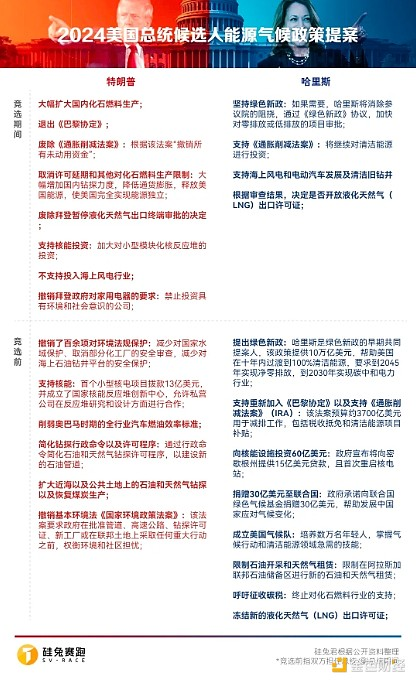 2024美国总统候选人能源气候政策提案
特朗普
哈里斯
竞选期间
大幅扩大国内化石燃料生产；
退出《巴黎协定》；
废除《通胀削减法案》：根据该法案“撤销所
有未动用资金”；
取消许可延期和其他对化石燃料生产限制：大
幅增加国内钻探力度，降低通货膨胀，释放美
国能源，使美国完全实现能源独立；
废除拜登暂停液化天然气出口终端审批的决定
；
支持核能投资：加大对小型模块化核反应堆的
投资；
不支持投入海上风电行业；
撤销拜登政府对家用电器的要求：禁止投资具
有环境和社会意识的公司；
坚持绿色新政：如果需要，哈里斯将消除参
议院的阻挠，通过《绿色新政》协议，加快
对零排放或低排放的项目审批；
支持《通胀削减法案》：将继续对清洁能源
进行投资；
支持海上风电和电动汽车发展及清洁旧钻井
根据审查结果，决定是否开放液化天然气（
LNG）出口许可证；
竞选前
撤销了百余项对环境法规保护：减少对国家水
域保护、取消部分化工厂的安全审查，减少对
海上石油钻井平台的安全保护；
支持核能：首个小型核电项目拨款13亿美元，
并成立了国家核反应堆创新中心，允许私营
公司在反应堆研究和设计方面进行合作；
削弱奥巴马时期的全行业汽车燃油效率标准；
简化钻探行政命令以及许可程序：通过行政命
令简化石油和天然气钻探许可程序，以建设新
的石油管道；
扩大近海以及公共土地上的石油和天然气钻探
以及恢复煤炭生产；
撤销基本环境法《国家环境政策法案》：该法
案要求政府在批准管道、高速公路、钻探许可
证、新工厂或在联邦土地上采取任何重大行动
之前，权衡环境和社区担忧；
提出绿色新政：哈里斯是绿色新政的早期共同
提案人，该政策提供10万亿美元，帮助美国
在十年内过渡到100%清洁能源，要求到2045
年实现净零排放，到2030年实现碳中和电力
行业；
支持重新加入《巴黎协定》以及支持《通胀削
减法案》（IRA）：该法案预算约3700亿美元
用于减排工作，包括税收抵免和清洁能源项目
补贴；
向核能设施投资60亿美元：政府宣布将向密
歇根州提供15亿美元贷款，且首次重启核电
站；
捐赠30亿美元至联合国：政府承诺向联合国
绿色气候基金捐赠30亿美元，帮助发展中国
家应对气候变化；
成立美国气候队：培养数万名年轻人，掌握气
候行动和清洁能源领域急需的技能；
限制石油开采和天然气租赁：限制在阿拉斯加
联邦石油储备区进行新的石油和天然气租赁；
呼吁征收碳税：终止对化石燃料行业的支持；
冻结新的液化天然气（LNG）出口许可证；
硅兔赛跑
SV-RACE
硅兔君根据公开资料整理